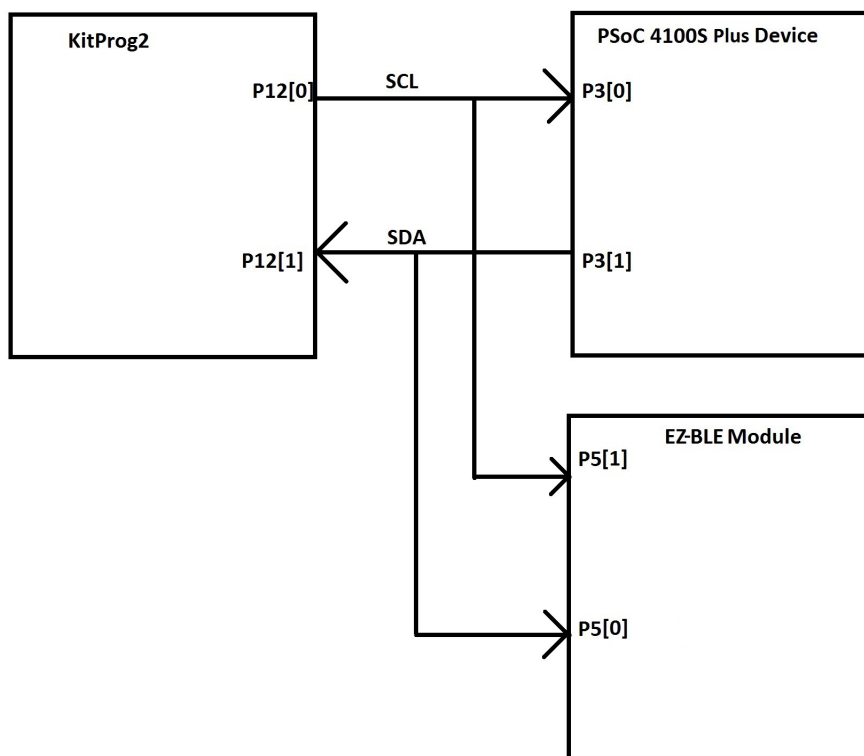 KitProg2
PSoC 4100S Plus Device
P12[0]
SCL
P3[0]
P12[1]
SDA
P3[1]
EZ-BLE Module
P5[1]
P5[0]